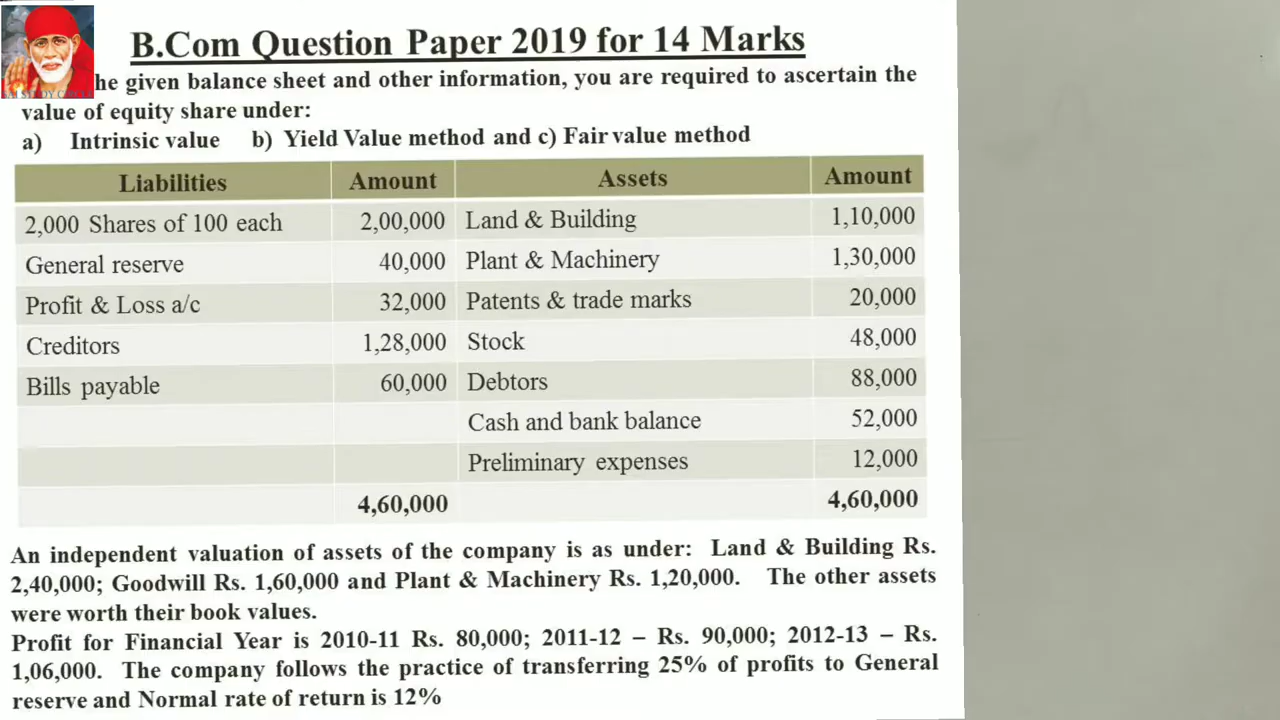 B.Com Question Paper 2019 for 14 Marks
he given balance sheet and other information, you are required to ascertain the
value of equity share under:
a) Intrinsic value b) Yield Value method and c) Fair value method
Liabilities Amount Assets Amount
2,000 Shares of 100 each 2,00,000 Land & Building 1,10,000
General reserve 40,000 Plant & Machinery 1,30,000
Profit & Loss a/c 32,000 Patents & trade marks 20,000
Creditors 1,28,000 Stock 48,000
Bills payable 60,000 Debtors 88,000
Cash and bank balance 52,000
Preliminary expenses 12,000
4,60,000 4,60,000
An independent valuation of assets of the company is as under: Land & Building Rs.
2,40,000; Goodwill Rs. 1,60,000 and Plant & Machinery Rs. 1,20,000. The other assets
were worth their book values.
Profit for Financial Year is 2010-11 Rs. 80,000; 2011-12 – Rs. 90,000; 2012-13 – Rs.
1,06,000. The company follows the practice of transferring 25% of profits to General
reserve and Normal rate of return is 12%